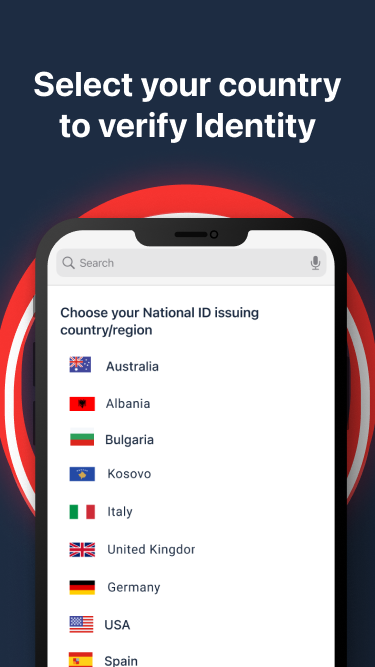 Select your country
to verify Identity
Search
Choose your National ID issuing
country/region
Australia
Albania
Bulgaria
Kosovo
Italy
United Kingdor
Germany
USA
Spain